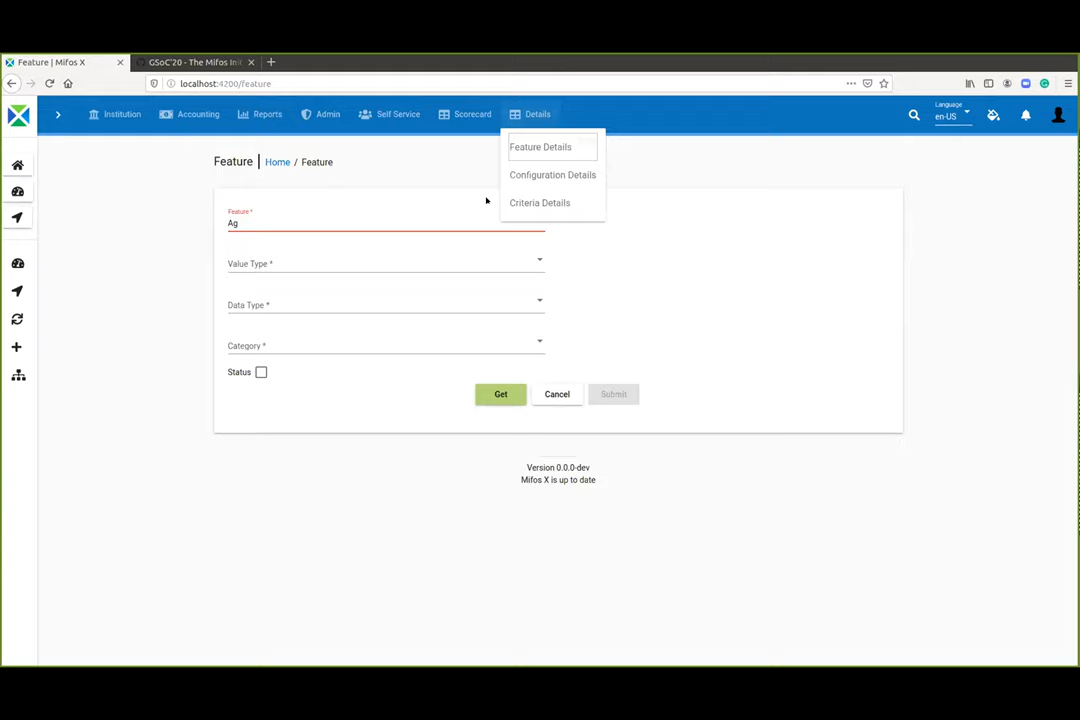 Feature | Mifos X
GSoC'20 - The Mifos Init
localhost:4200/feature
Institution
Accounting
Reports
Admin
Self Service
Scorecard
Details
Language
en-US
Feature Details
Configuration Details
Criteria Details
Feature
Home / Feature
Feature *
Ag
Value Type *
Data Type *
Category *
Status
Get
Cancel
Submit
Version 0.0.0-dev
Mifos X is up to date